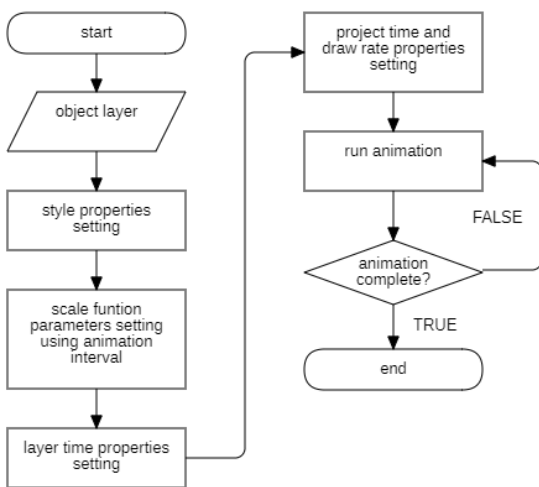 start
object layer
style properties
setting
scale funtion
parameters setting
using animation
interval
layer time properties
setting
project time and
draw rate properties
setting
run animation
FALSE
animation
complete?
TRUE
end